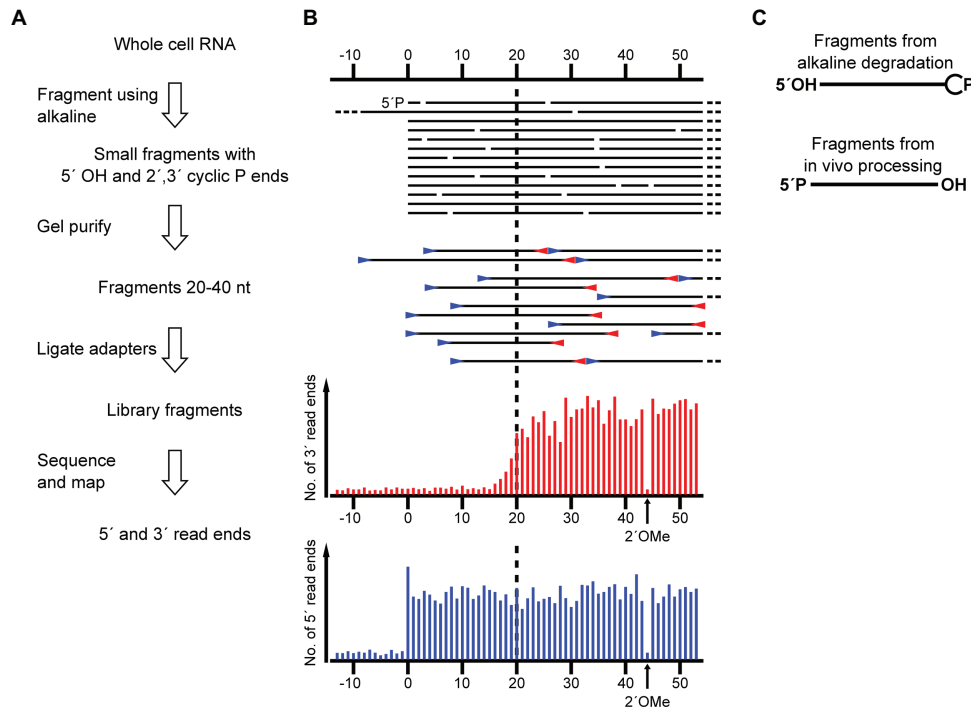 A
Whole cell RNA
Fragment using
alkaline
Small fragments with
5´ OH and 2´,3´ cyclic P ends
Gel purify
Fragments 20-40 nt
Ligate adapters
Library fragments
Sequence
and map
5´ and 3´ read ends
B
-10 0 10 20 30 40 50
5´P
No. of 3´ read ends
-10 0 10 20 30 40 50
2´OMe
No. of 5´ read ends
-10 0 10 20 30 40 50
2´OMe
C
Fragments from
alkaline degradation
5´OH P
Fragments from
in vivo processing
5´P OH